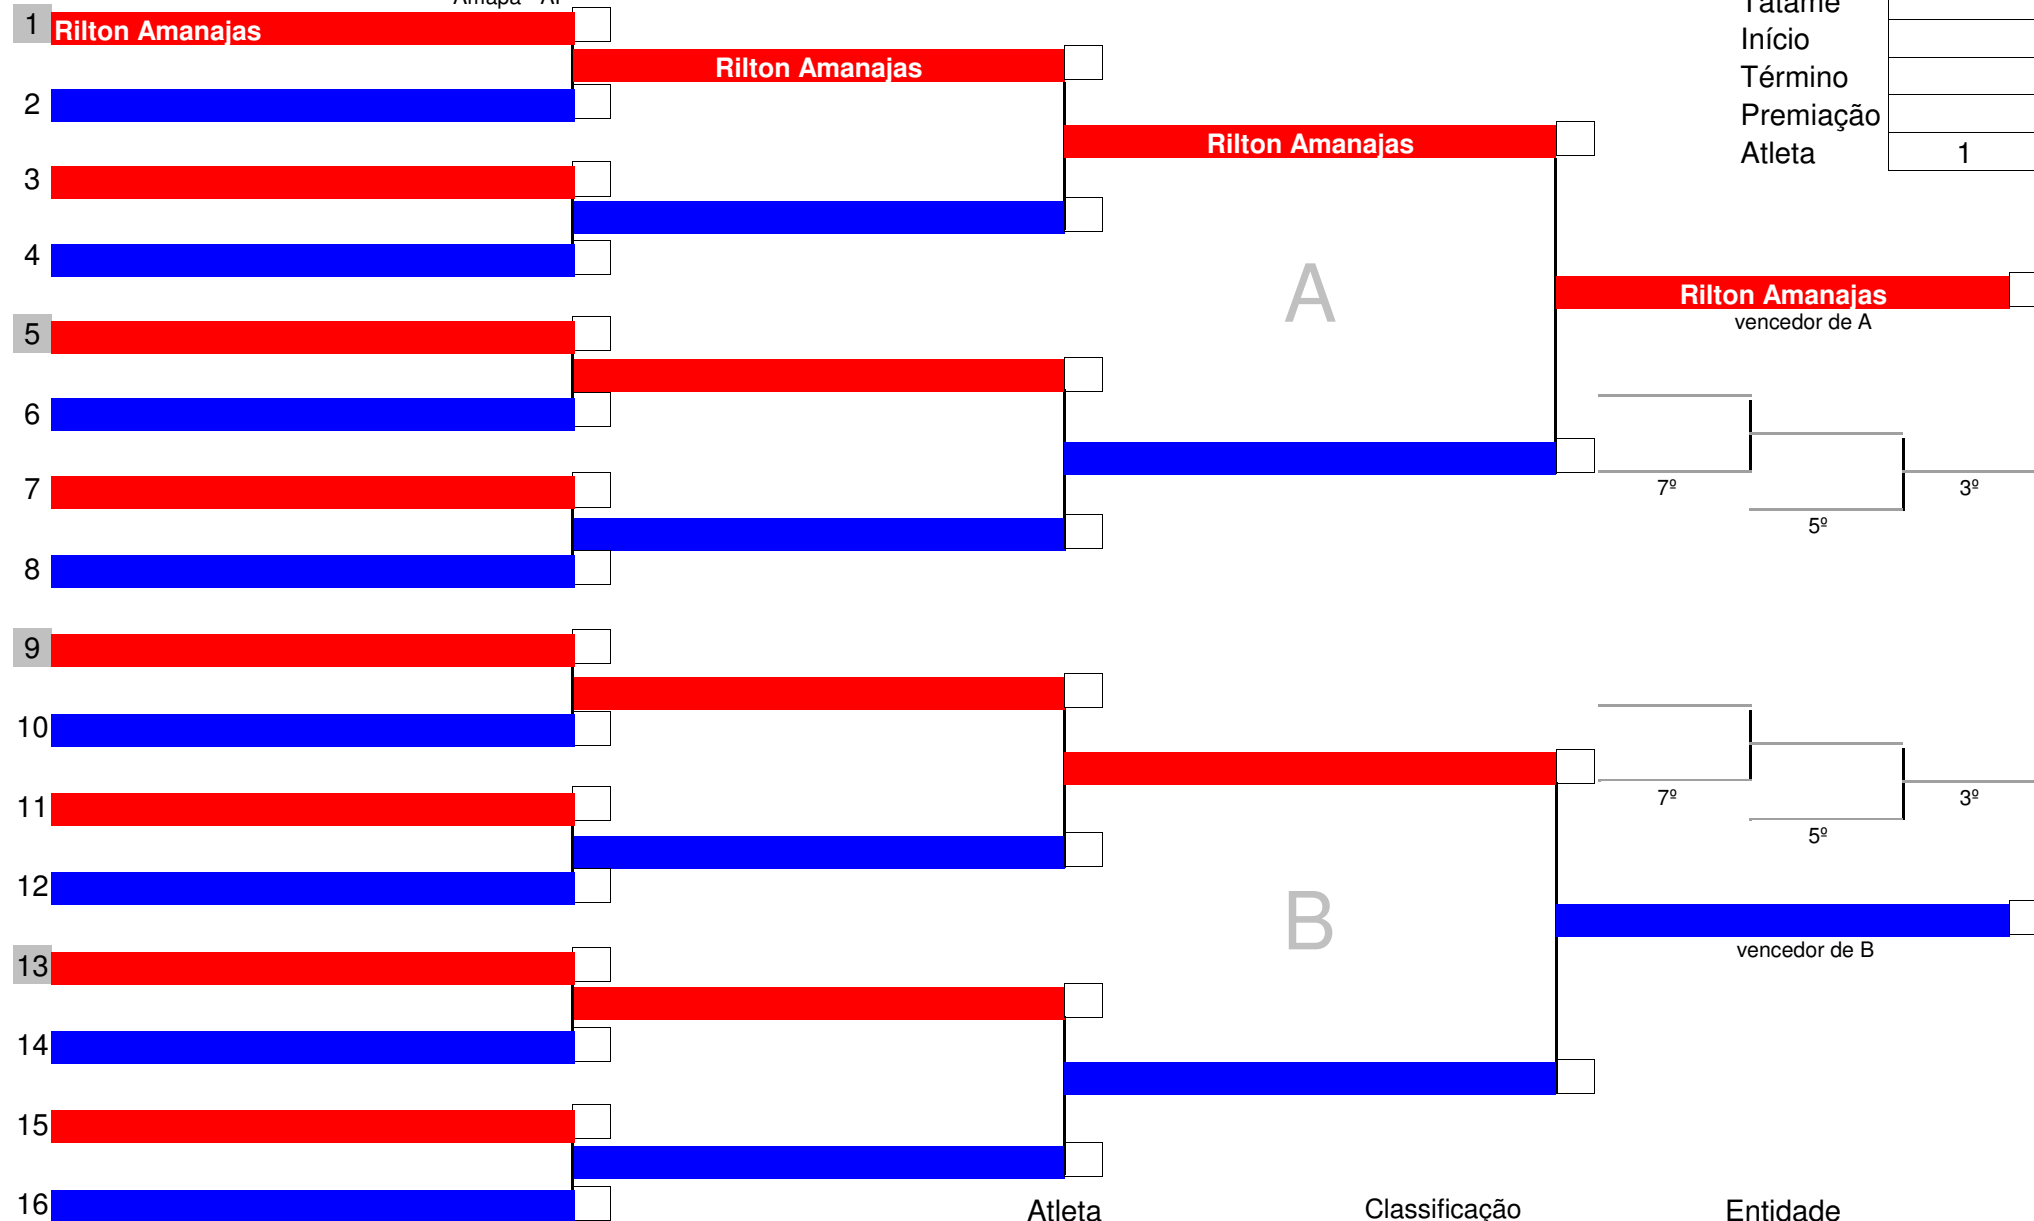 1 Rilton Amanajas
Início
Rilton Amanajas
Término
2
Premiação
Rilton Amanajas
Atleta 1
3
4
A
Rilton Amanajas
vencedor de A
5
6
7
7º 3º
5º
8
9
10
11
7º 3º
5º
12
B
vencedor de B
13
14
15
16
Atleta Classificação Entidade